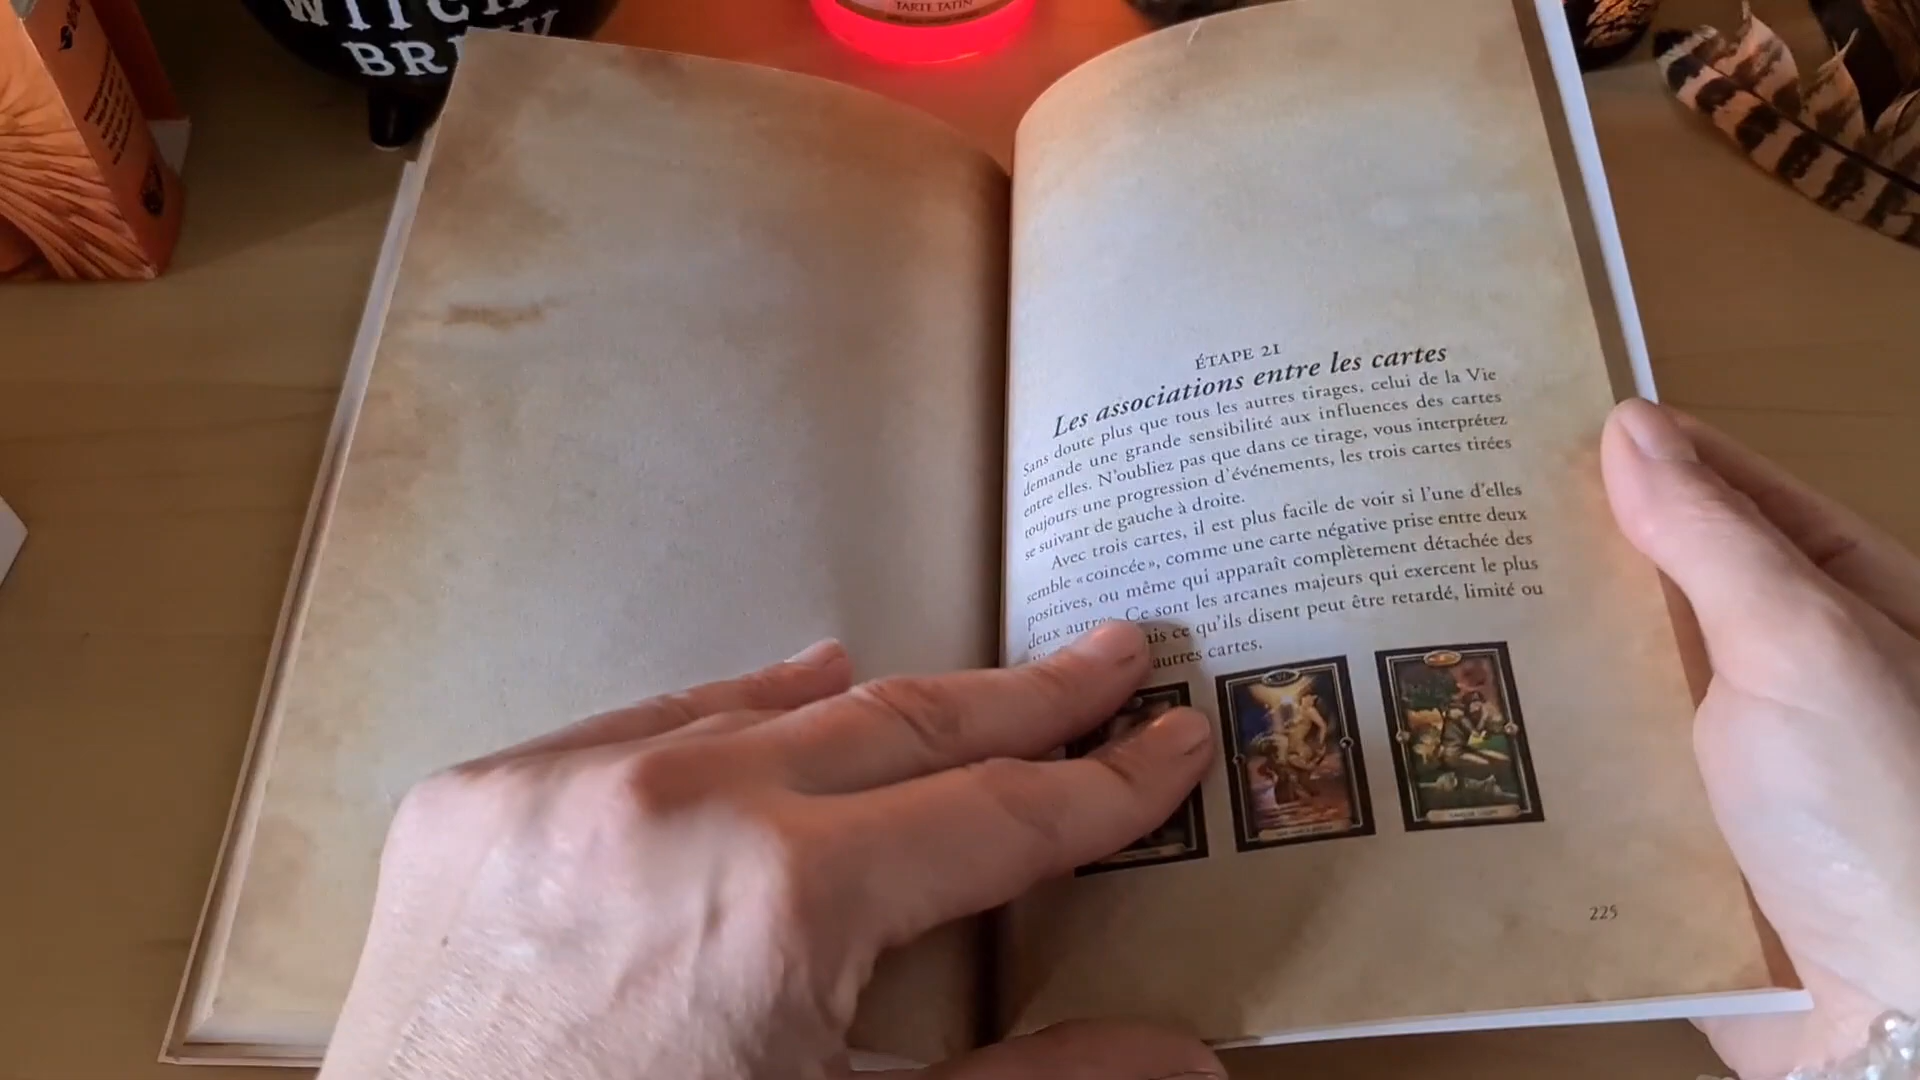 WITCH
BREW
TARTE TATIN
ÉTAPE 21
Les associations entre les cartes
Sans doute plus que tous les autres tirages, celui de la Vie
demande une grande sensibilité aux influences des cartes
entre elles. N'oubliez pas que dans ce tirage, vous interprétez
toujours une progression d'événements, les trois cartes tirées
se suivant de gauche à droite.
Avec trois cartes, il est plus facile de voir si l'une d'elles
semble «coincée», comme une carte négative prise entre deux
positives, ou même qui apparaît complètement détachée des
deux autres. Ce sont les arcanes majeurs qui exercent le plus
ce qu'ils disent peut être retardé, limité ou
autres cartes.
VI
225